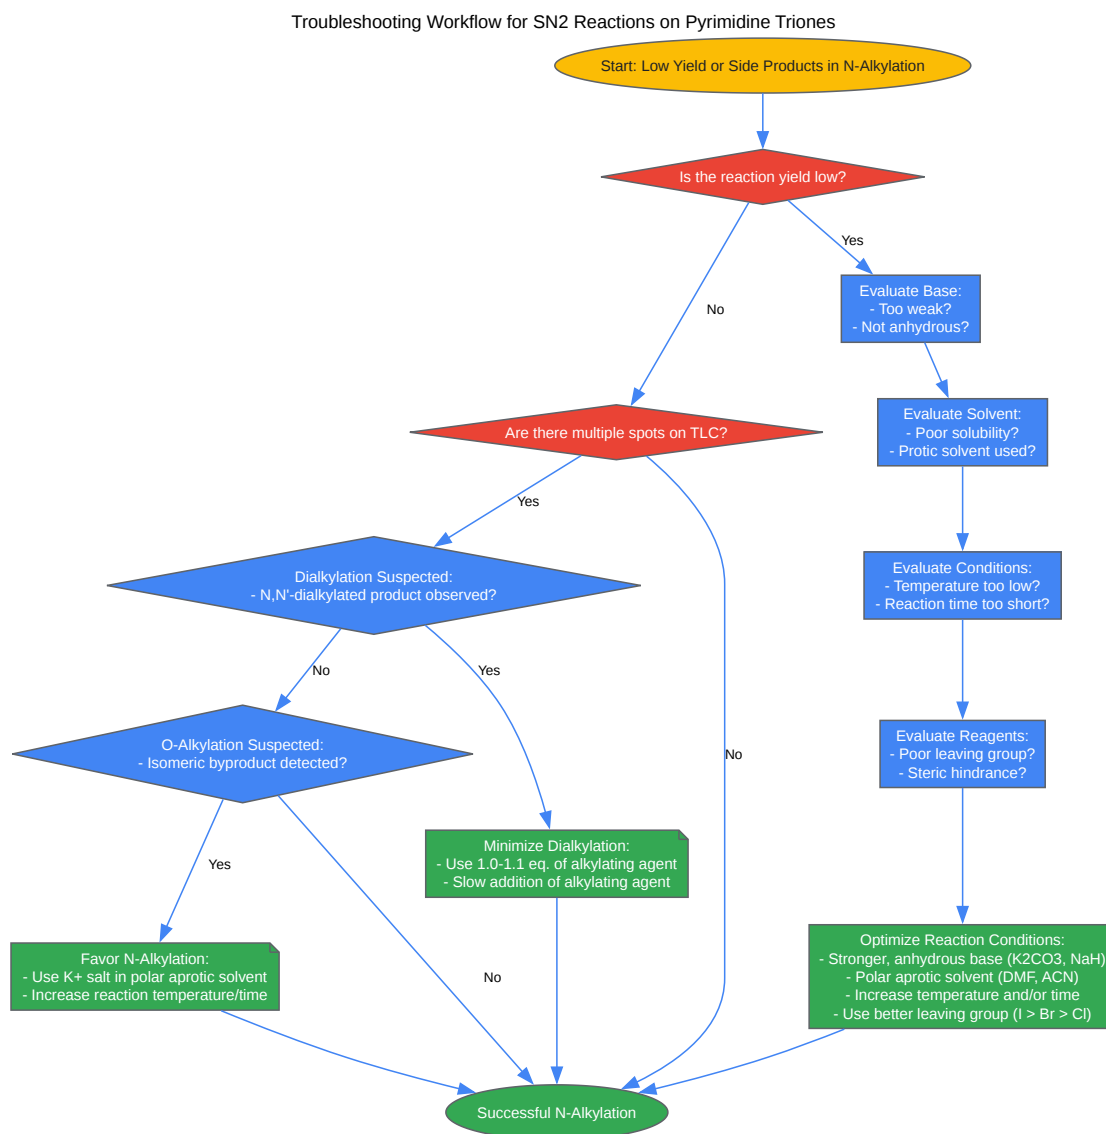 Troubleshooting Workflow for SN2 Reactions on Pyrimidine Triones
Start: Low Yield or Side Products in N-Alkylation
Is the reaction yield low?
Yes
Evaluate Base:
- Too weak?
- Not anhydrous?
No
Evaluate Solvent:
- Poor solubility?
- Protic solvent used?
Are there multiple spots on TLC?
Yes
Evaluate Conditions:
- Temperature too low?
- Reaction time too short?
Dialkylation Suspected:
- N,N'-dialkylated product observed?
No
Yes
Evaluate Reagents:
- Poor leaving group?
- Steric hindrance?
O-Alkylation Suspected:
- Isomeric byproduct detected?
No
Minimize Dialkylation:
- Use 1.0-1.1 eq. of alkylating agent
- Slow addition of alkylating agent
Yes
Favor N-Alkylation:
- Use K+ salt in polar aprotic solvent
- Increase reaction temperature/time
No
Optimize Reaction Conditions:
- Stronger, anhydrous base (K2CO3, NaH)
- Polar aprotic solvent (DMF, ACN)
- Increase temperature and/or time
- Use better leaving group (I > Br > Cl)
Successful N-Alkylation